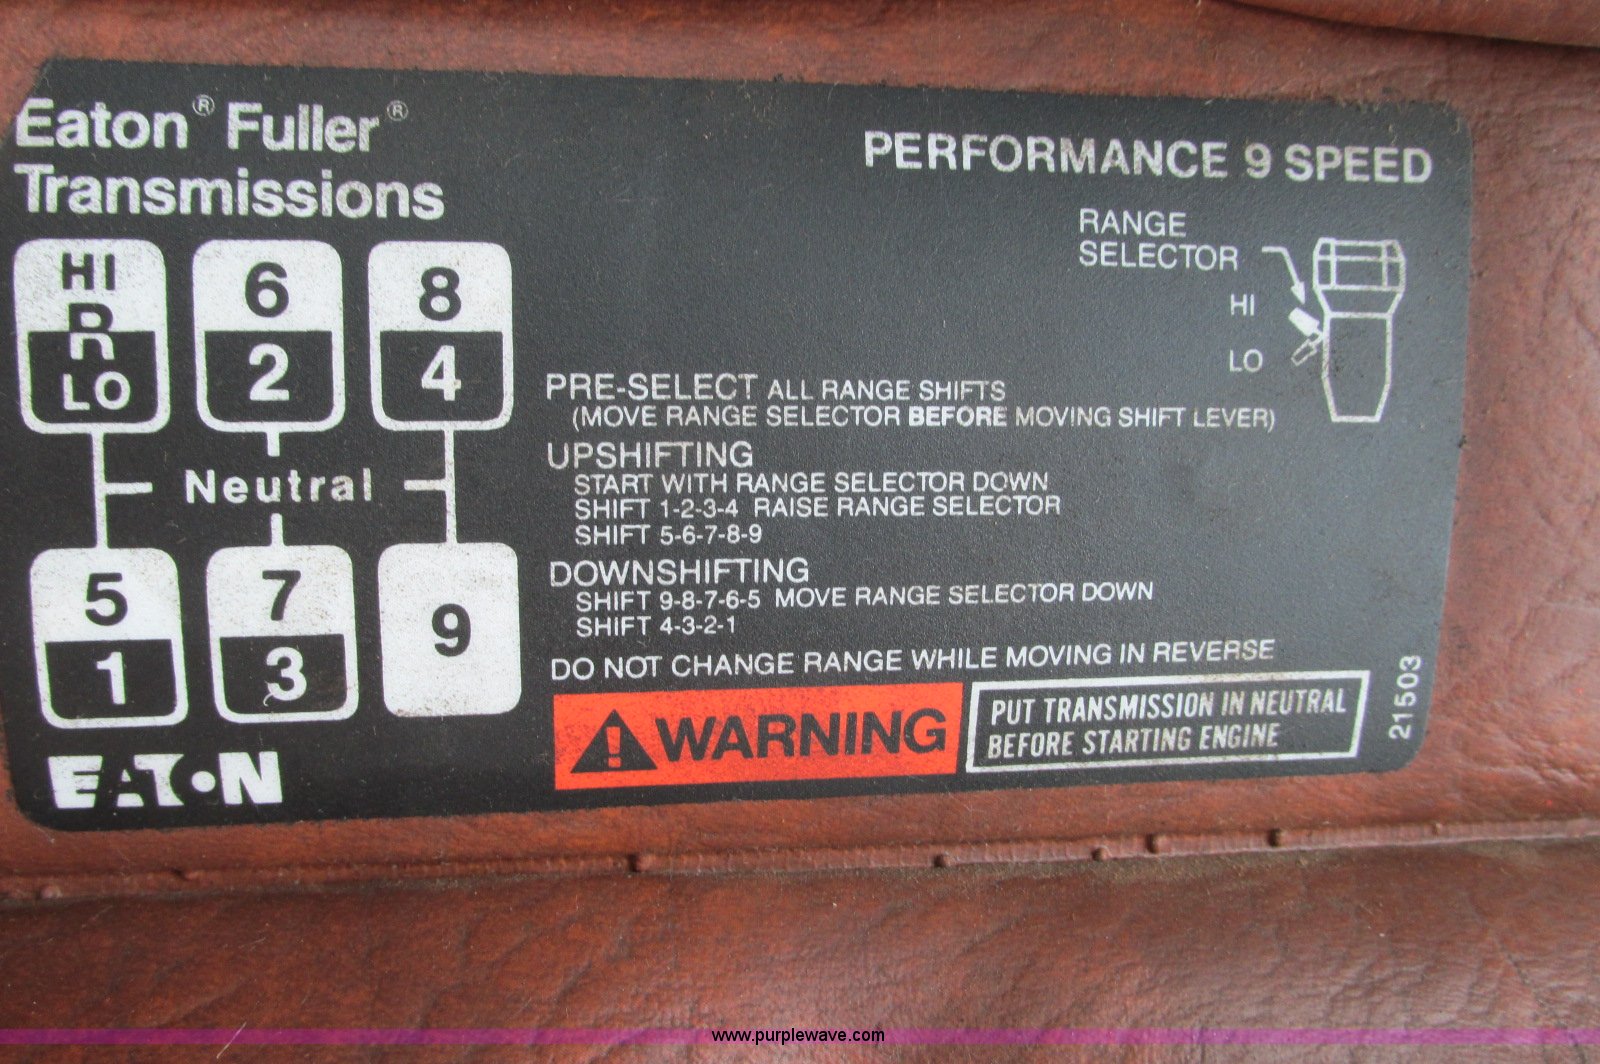 Eaton® Fuller®
Transmissions
PERFORMANCE 9 SPEED
RANGE
SELECTOR
HI
LO
HI
R
LO
6
2
8
4
Neutral
5
1
7
3
9
PRE-SELECT ALL RANGE SHIFTS
(MOVE RANGE SELECTOR BEFORE MOVING SHIFT LEVER)
UPSHIFTING
START WITH RANGE SELECTOR DOWN
SHIFT 1-2-3-4 RAISE RANGE SELECTOR
SHIFT 5-6-7-8-9
DOWNSHIFTING
SHIFT 9-8-7-6-5 MOVE RANGE SELECTOR DOWN
SHIFT 4-3-2-1
DO NOT CHANGE RANGE WHILE MOVING IN REVERSE
WARNING
PUT TRANSMISSION IN NEUTRAL
BEFORE STARTING ENGINE
21503
EATON
www.purplewave.com